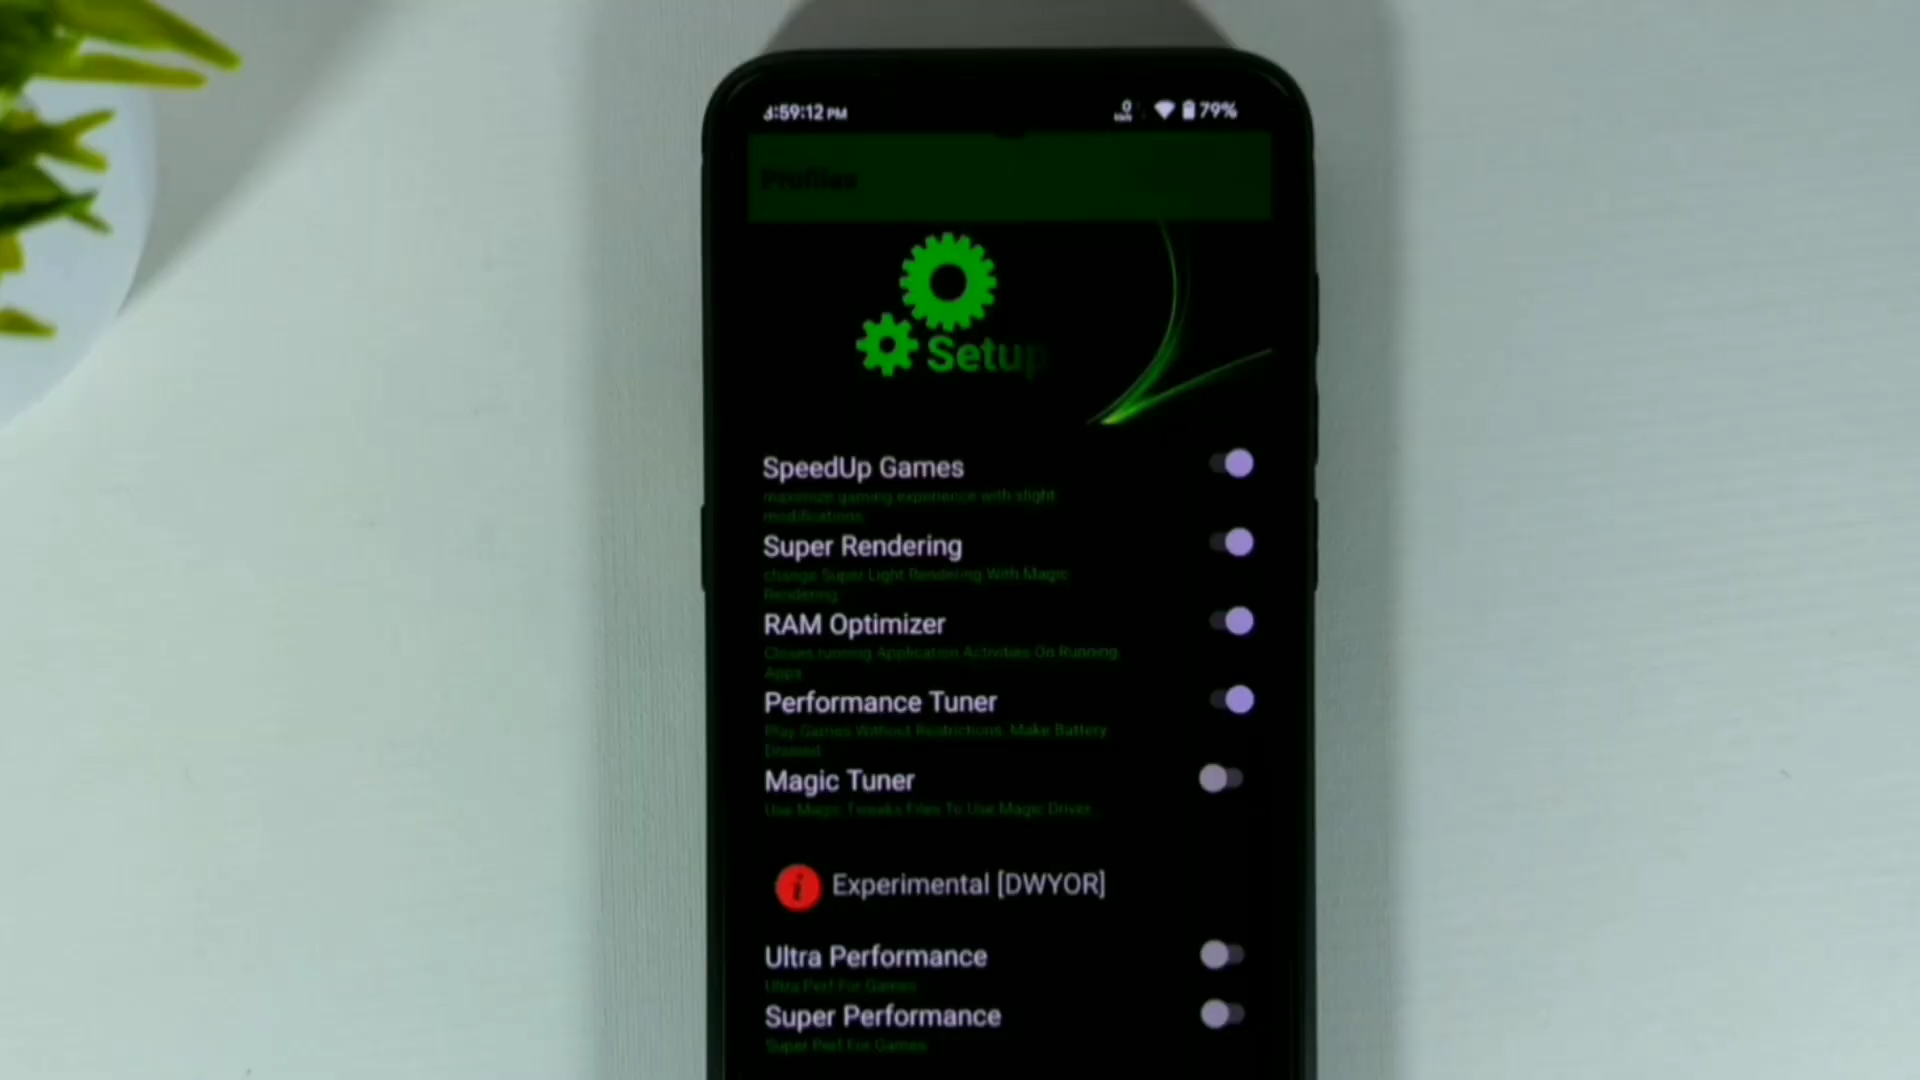 :59:12 PM
0
79%
Profiles
Setup
SpeedUp Games
maximize gaming experience with slight
modifications
Super Rendering
change Super Light Rendering With Magic
Rendering
RAM Optimizer
Closes running Application Activities On Running
Apps
Performance Tuner
Play Games Without Restrictions. Make Battery
Drained
Magic Tuner
Use Magic Tweaks Files To Use Magic Driver
Experimental [DWYOR]
Ultra Performance
Ultra Perf For Games
Super Performance
Super Perf For Games